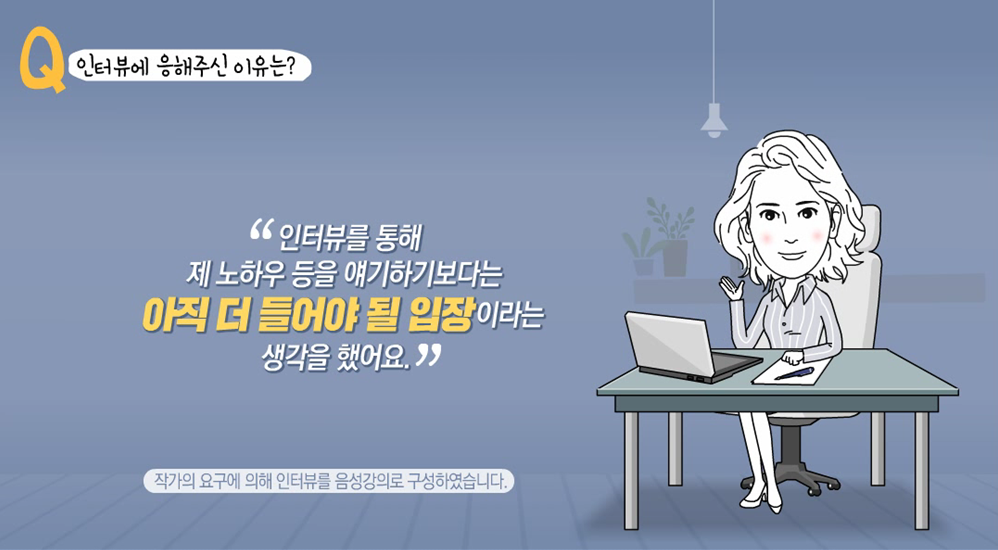 Q 인터뷰에 응해주신 이유는?
“ 인터뷰를 통해
제 노하우 등을 얘기하기보다는
아직 더 들어야 될 입장이라는
생각을 했어요. ”
작가의 요구에 의해 인터뷰를 음성강의로 구성하였습니다.